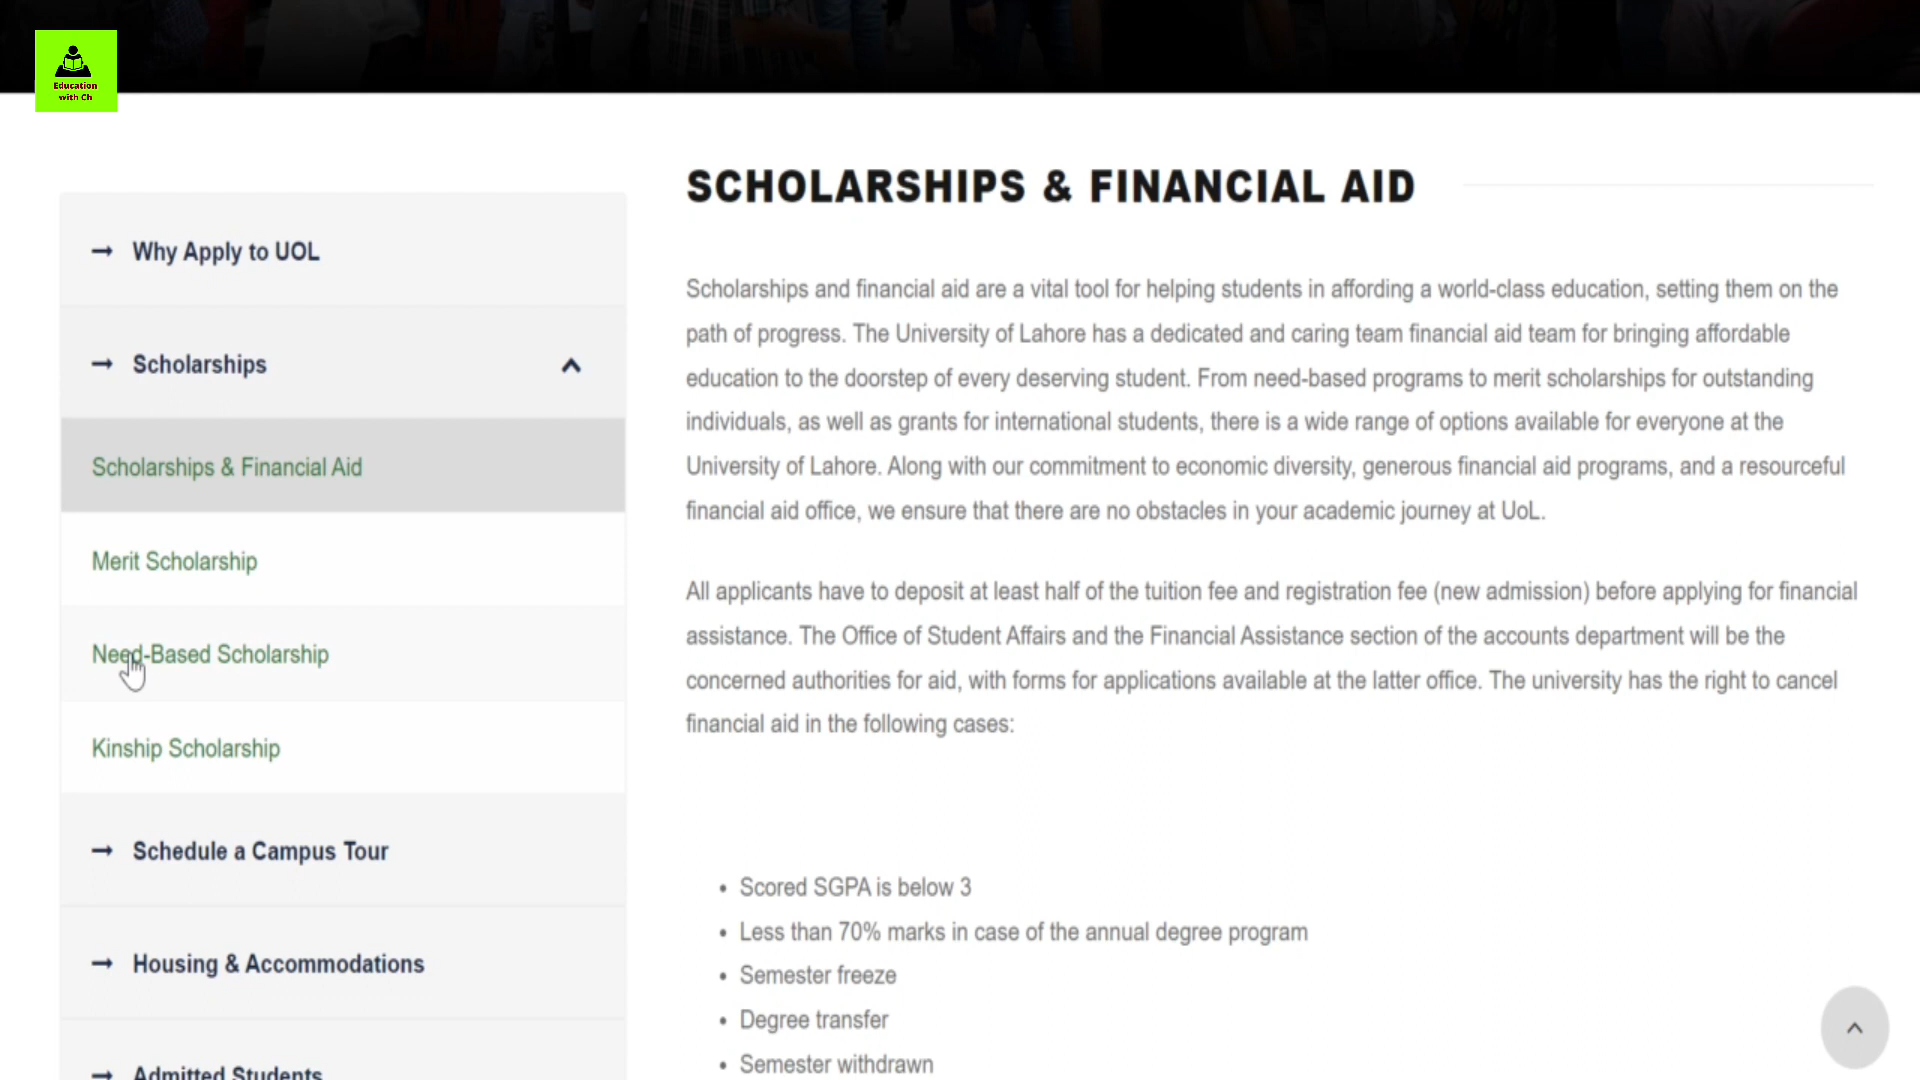 Education
with Ch
→ Why Apply to UOL
→ Scholarships
Scholarships & Financial Aid
Merit Scholarship
Need-Based Scholarship
Kinship Scholarship
→ Schedule a Campus Tour
→ Housing & Accommodations
→ Admitted Students
SCHOLARSHIPS & FINANCIAL AID
Scholarships and financial aid are a vital tool for helping students in affording a world-class education, setting them on the
path of progress. The University of Lahore has a dedicated and caring team financial aid team for bringing affordable
education to the doorstep of every deserving student. From need-based programs to merit scholarships for outstanding
individuals, as well as grants for international students, there is a wide range of options available for everyone at the
University of Lahore. Along with our commitment to economic diversity, generous financial aid programs, and a resourceful
financial aid office, we ensure that there are no obstacles in your academic journey at UoL.
All applicants have to deposit at least half of the tuition fee and registration fee (new admission) before applying for financial
assistance. The Office of Student Affairs and the Financial Assistance section of the accounts department will be the
concerned authorities for aid, with forms for applications available at the latter office. The university has the right to cancel
financial aid in the following cases:
• Scored SGPA is below 3
• Less than 70% marks in case of the annual degree program
• Semester freeze
• Degree transfer
• Semester withdrawn